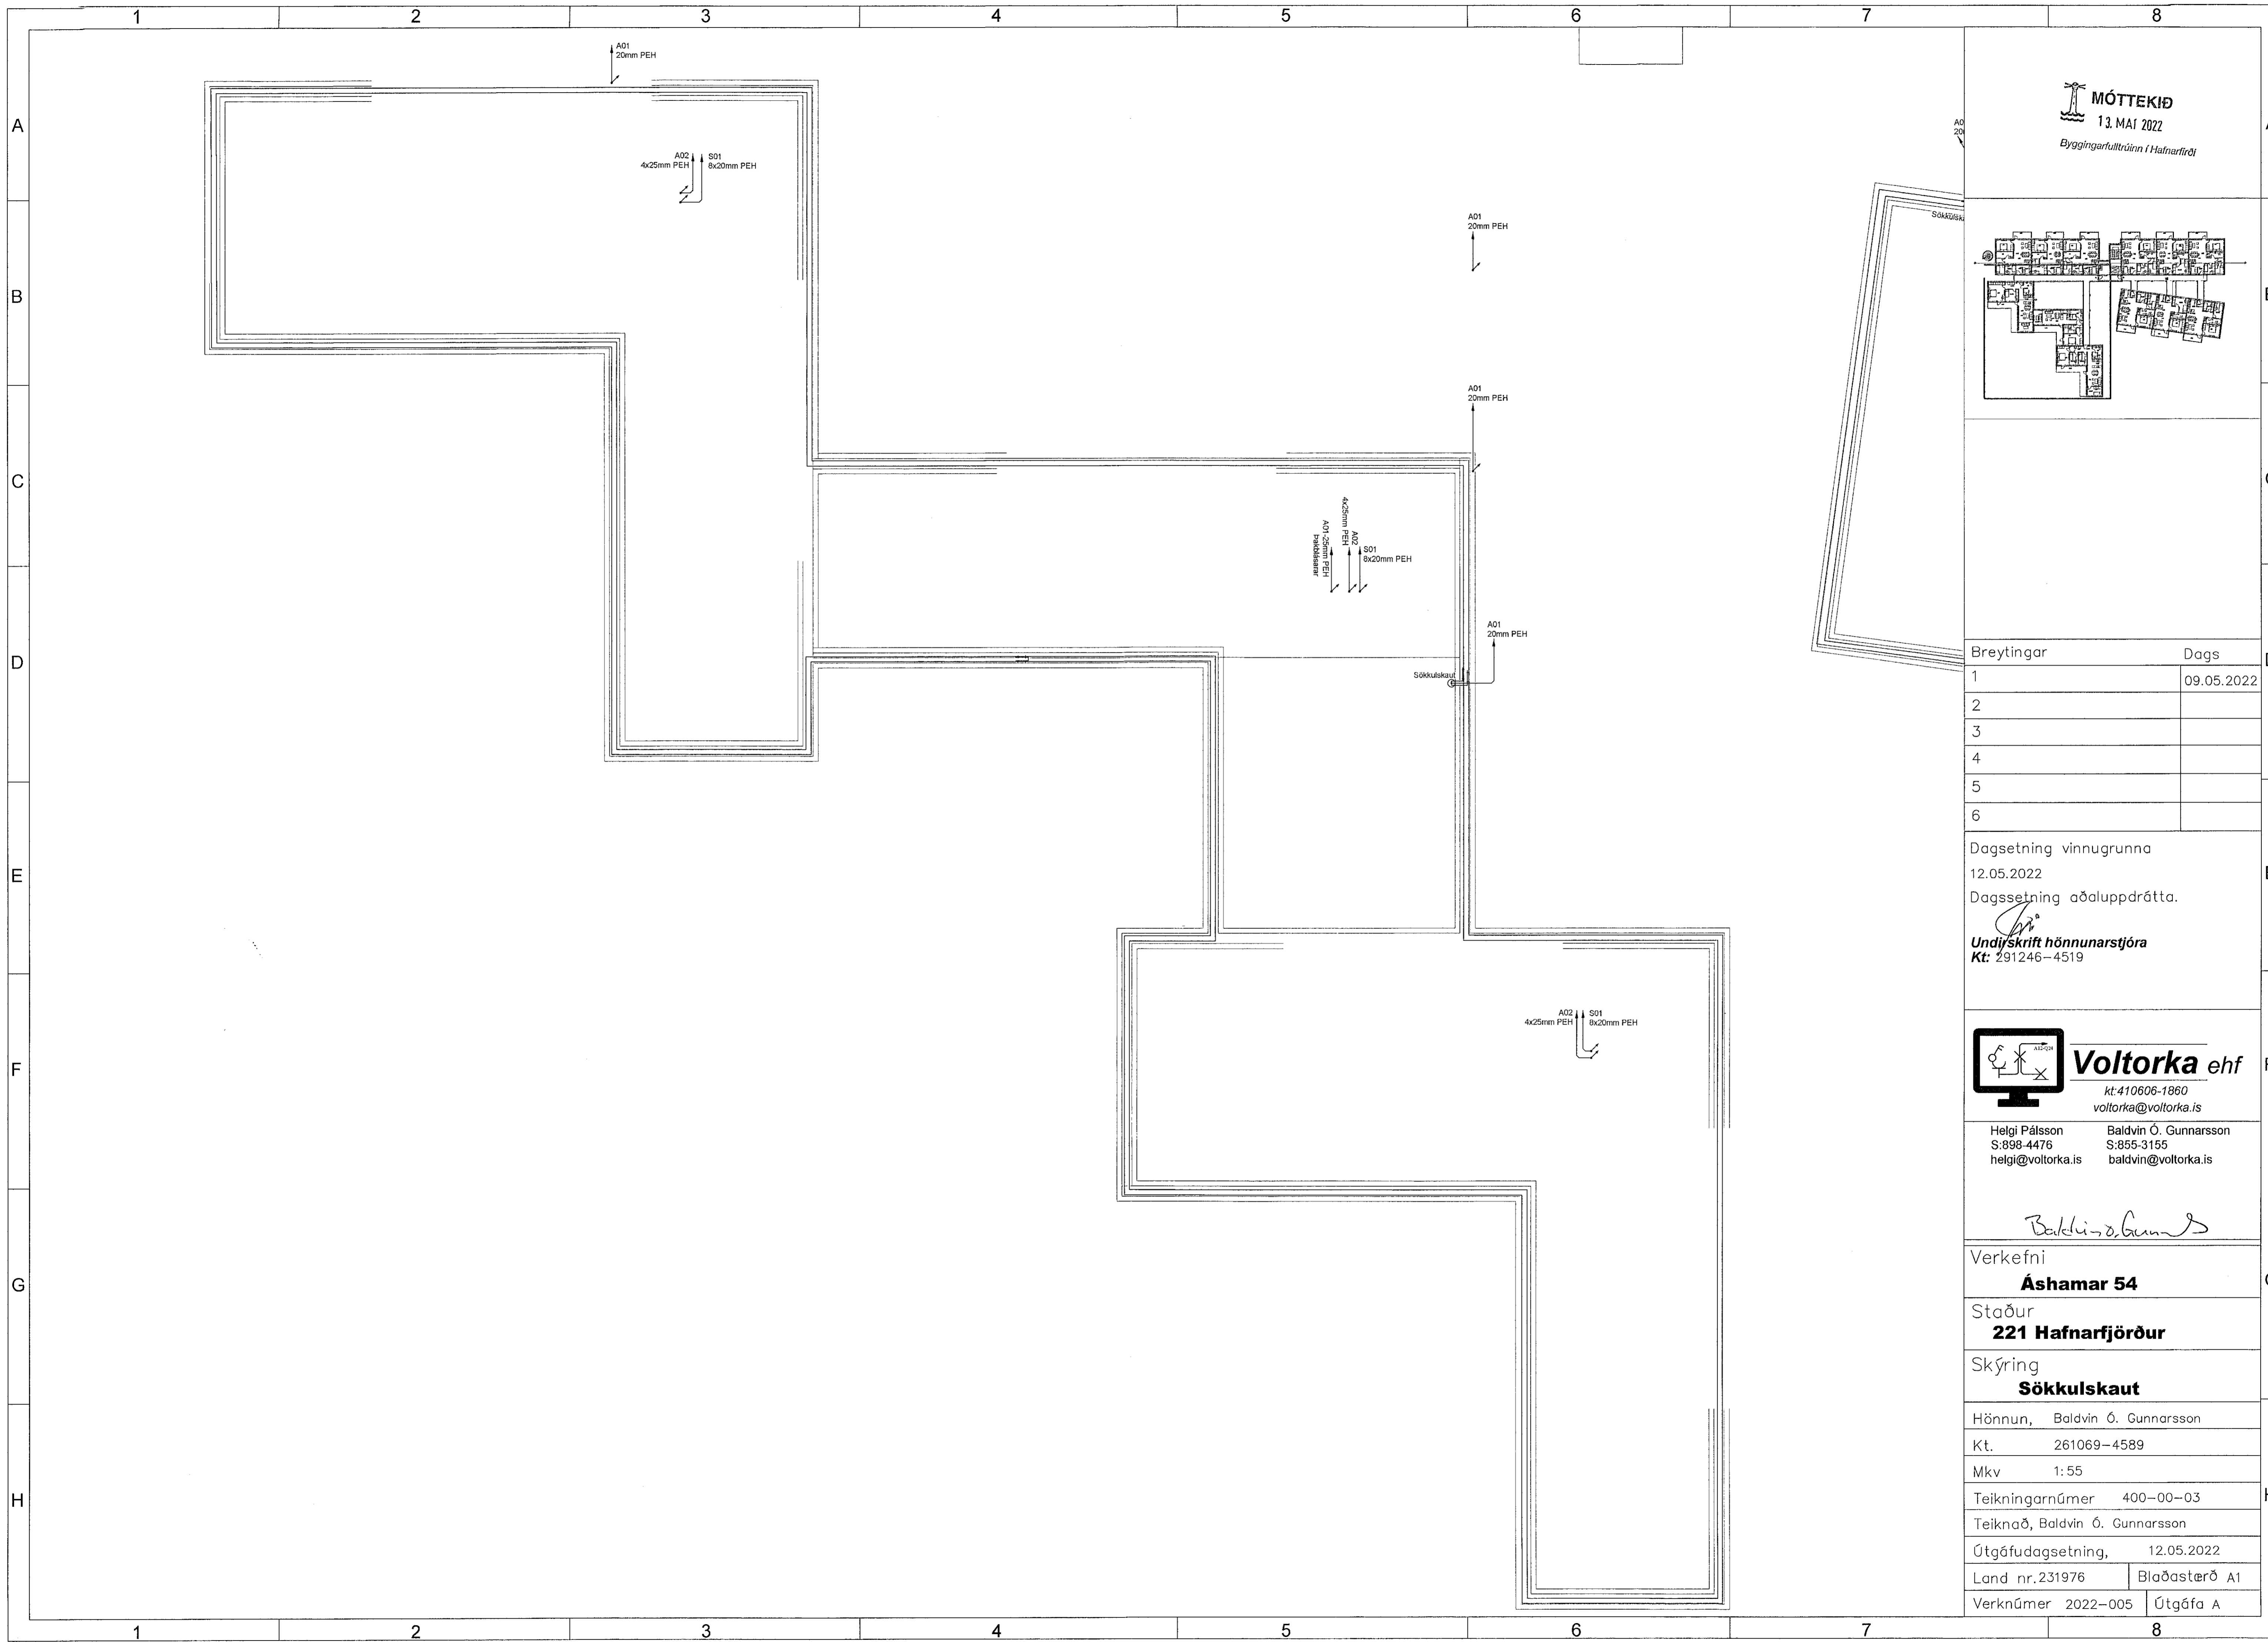 1 2 3 4 5 6 7 8
A
B
C
D
E
F
G
H
A01
20mm PEH
A02
4x25mm PEH
S01
8x20mm PEH
A01
20mm PEH
A01
20mm PEH
A01-25mm PEH
Þakblásarar
A02
4x25mm PEH
S01
8x20mm PEH
A01
20mm PEH
Sökkulskaut
A02
4x25mm PEH
S01
8x20mm PEH
1 2 3 4 5 6 7 8
MÓTTEKIÐ
13. MAÍ 2022
Byggingarfulltrúinn í Hafnarfirði
Breytingar Dags
1 09.05.2022
2
3
4
5
6
Dagsetning vinnugrunna
12.05.2022
Dagssetning aðaluppdrátta.
Undirskrift hönnunarstjóra
Kt: 291246-4519
A12-Q24
Voltorka ehf
kt:410606-1860
voltorka@voltorka.is
Helgi Pálsson Baldvin Ó. Gunnarsson
S:898-4476 S:855-3155
helgi@voltorka.is baldvin@voltorka.is
Verkefni
Áshamar 54
Staður
221 Hafnarfjörður
Skýring
Sökkulskaut
Hönnun, Baldvin Ó. Gunnarsson
Kt. 261069-4589
Mkv 1:55
Teikningarnúmer 400-00-03
Teiknað, Baldvin Ó. Gunnarsson
Útgáfudagsetning, 12.05.2022
Land nr.231976 Blaðastærð A1
Verknúmer 2022-005 Útgáfa A